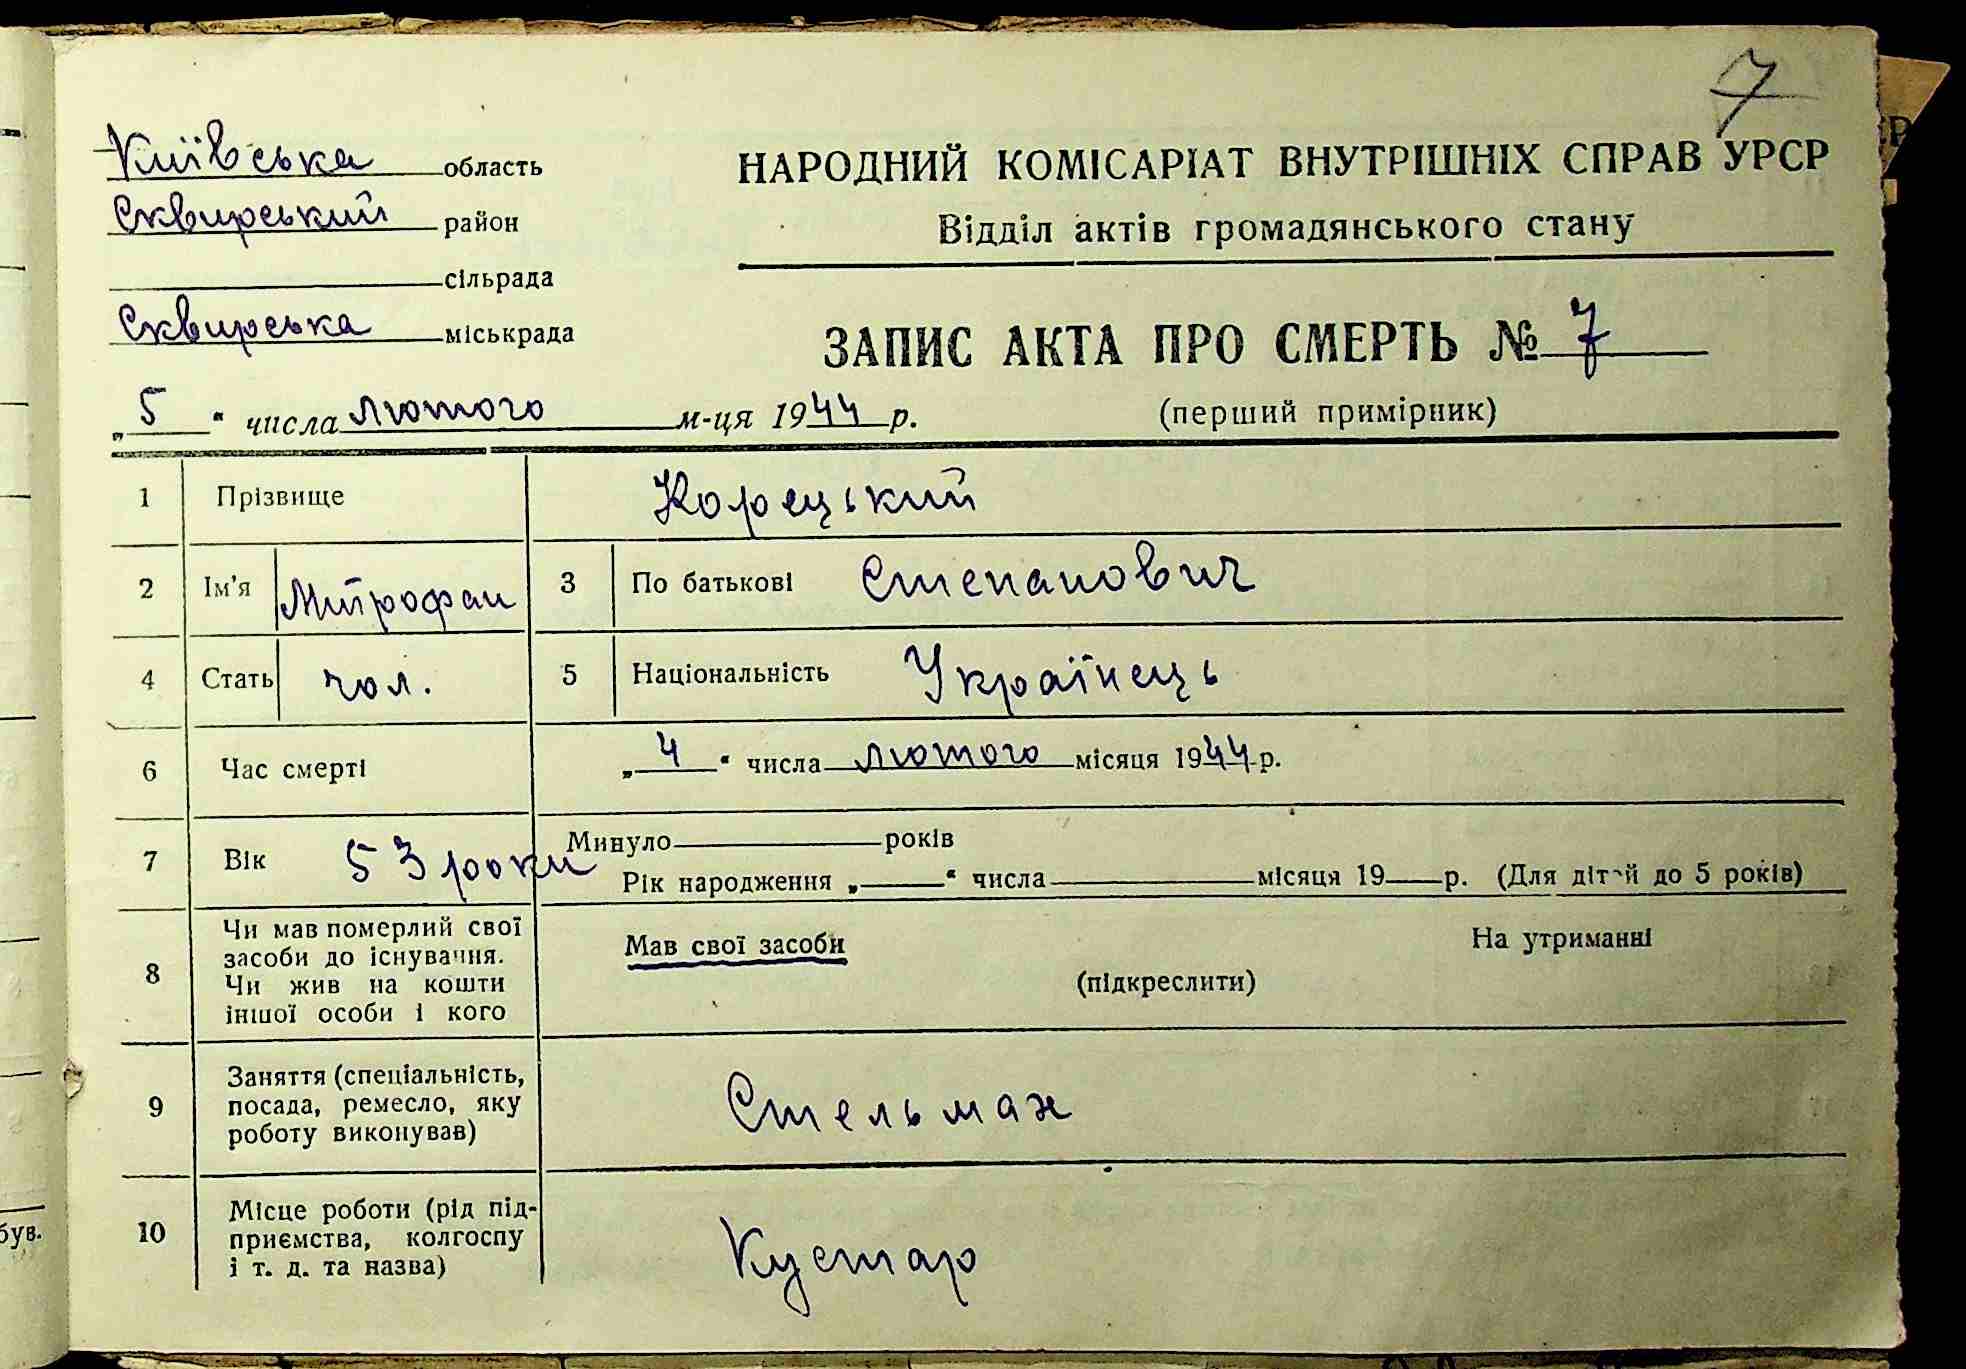 7
Київська область
НАРОДНИЙ КОМІСАРІАТ ВНУТРІШНІХ СПРАВ УРСР
Сквирський район
Відділ актів громадянського стану
сільрада
Сквирська міськрада
ЗАПИС АКТА ПРО СМЕРТЬ № 7
„5“ числа лютого м-ця 1944 р.
(перший примірник)
1 Прізвище Корецький
2 Ім'я Митрофан 3 По батькові Степанович
4 Стать чол. 5 Національність Українець
6 Час смерті „4“ числа лютого місяця 1944 р.
7 Вік 53 роки Минуло років
Рік народження „ “ числа місяця 19 р. (Для дітей до 5 років)
8 Чи мав померлий свої
засоби до існування.
Чи жив на кошти
іншої особи і кого
Мав свої засоби На утриманні
(підкреслити)
9 Заняття (спеціальність,
посада, ремесло, яку
роботу виконував)
Стельмах
10 Місце роботи (рід під-
приємства, колгоспу
і т. д. та назва)
Кустар
був.